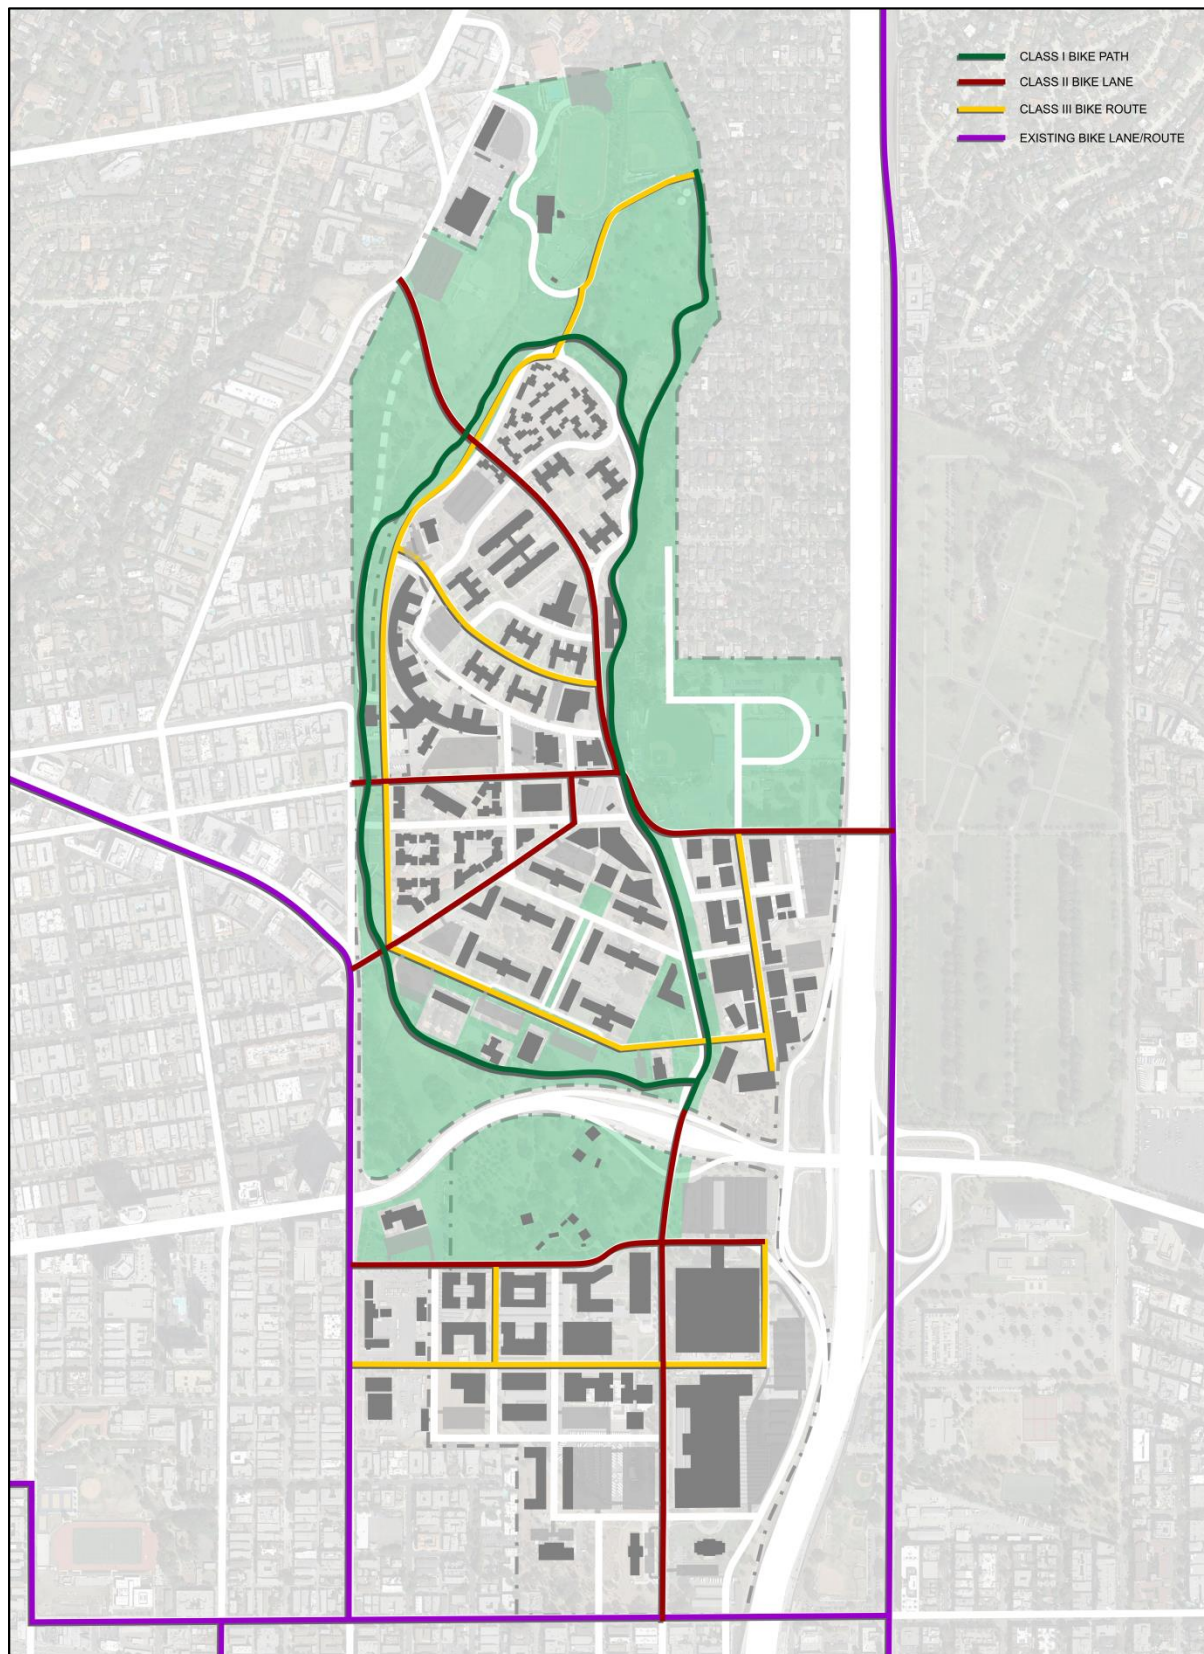 CLASS I BIKE PATH
CLASS II BIKE LANE
CLASS III BIKE ROUTE
EXISTING BIKE LANE/ROUTE